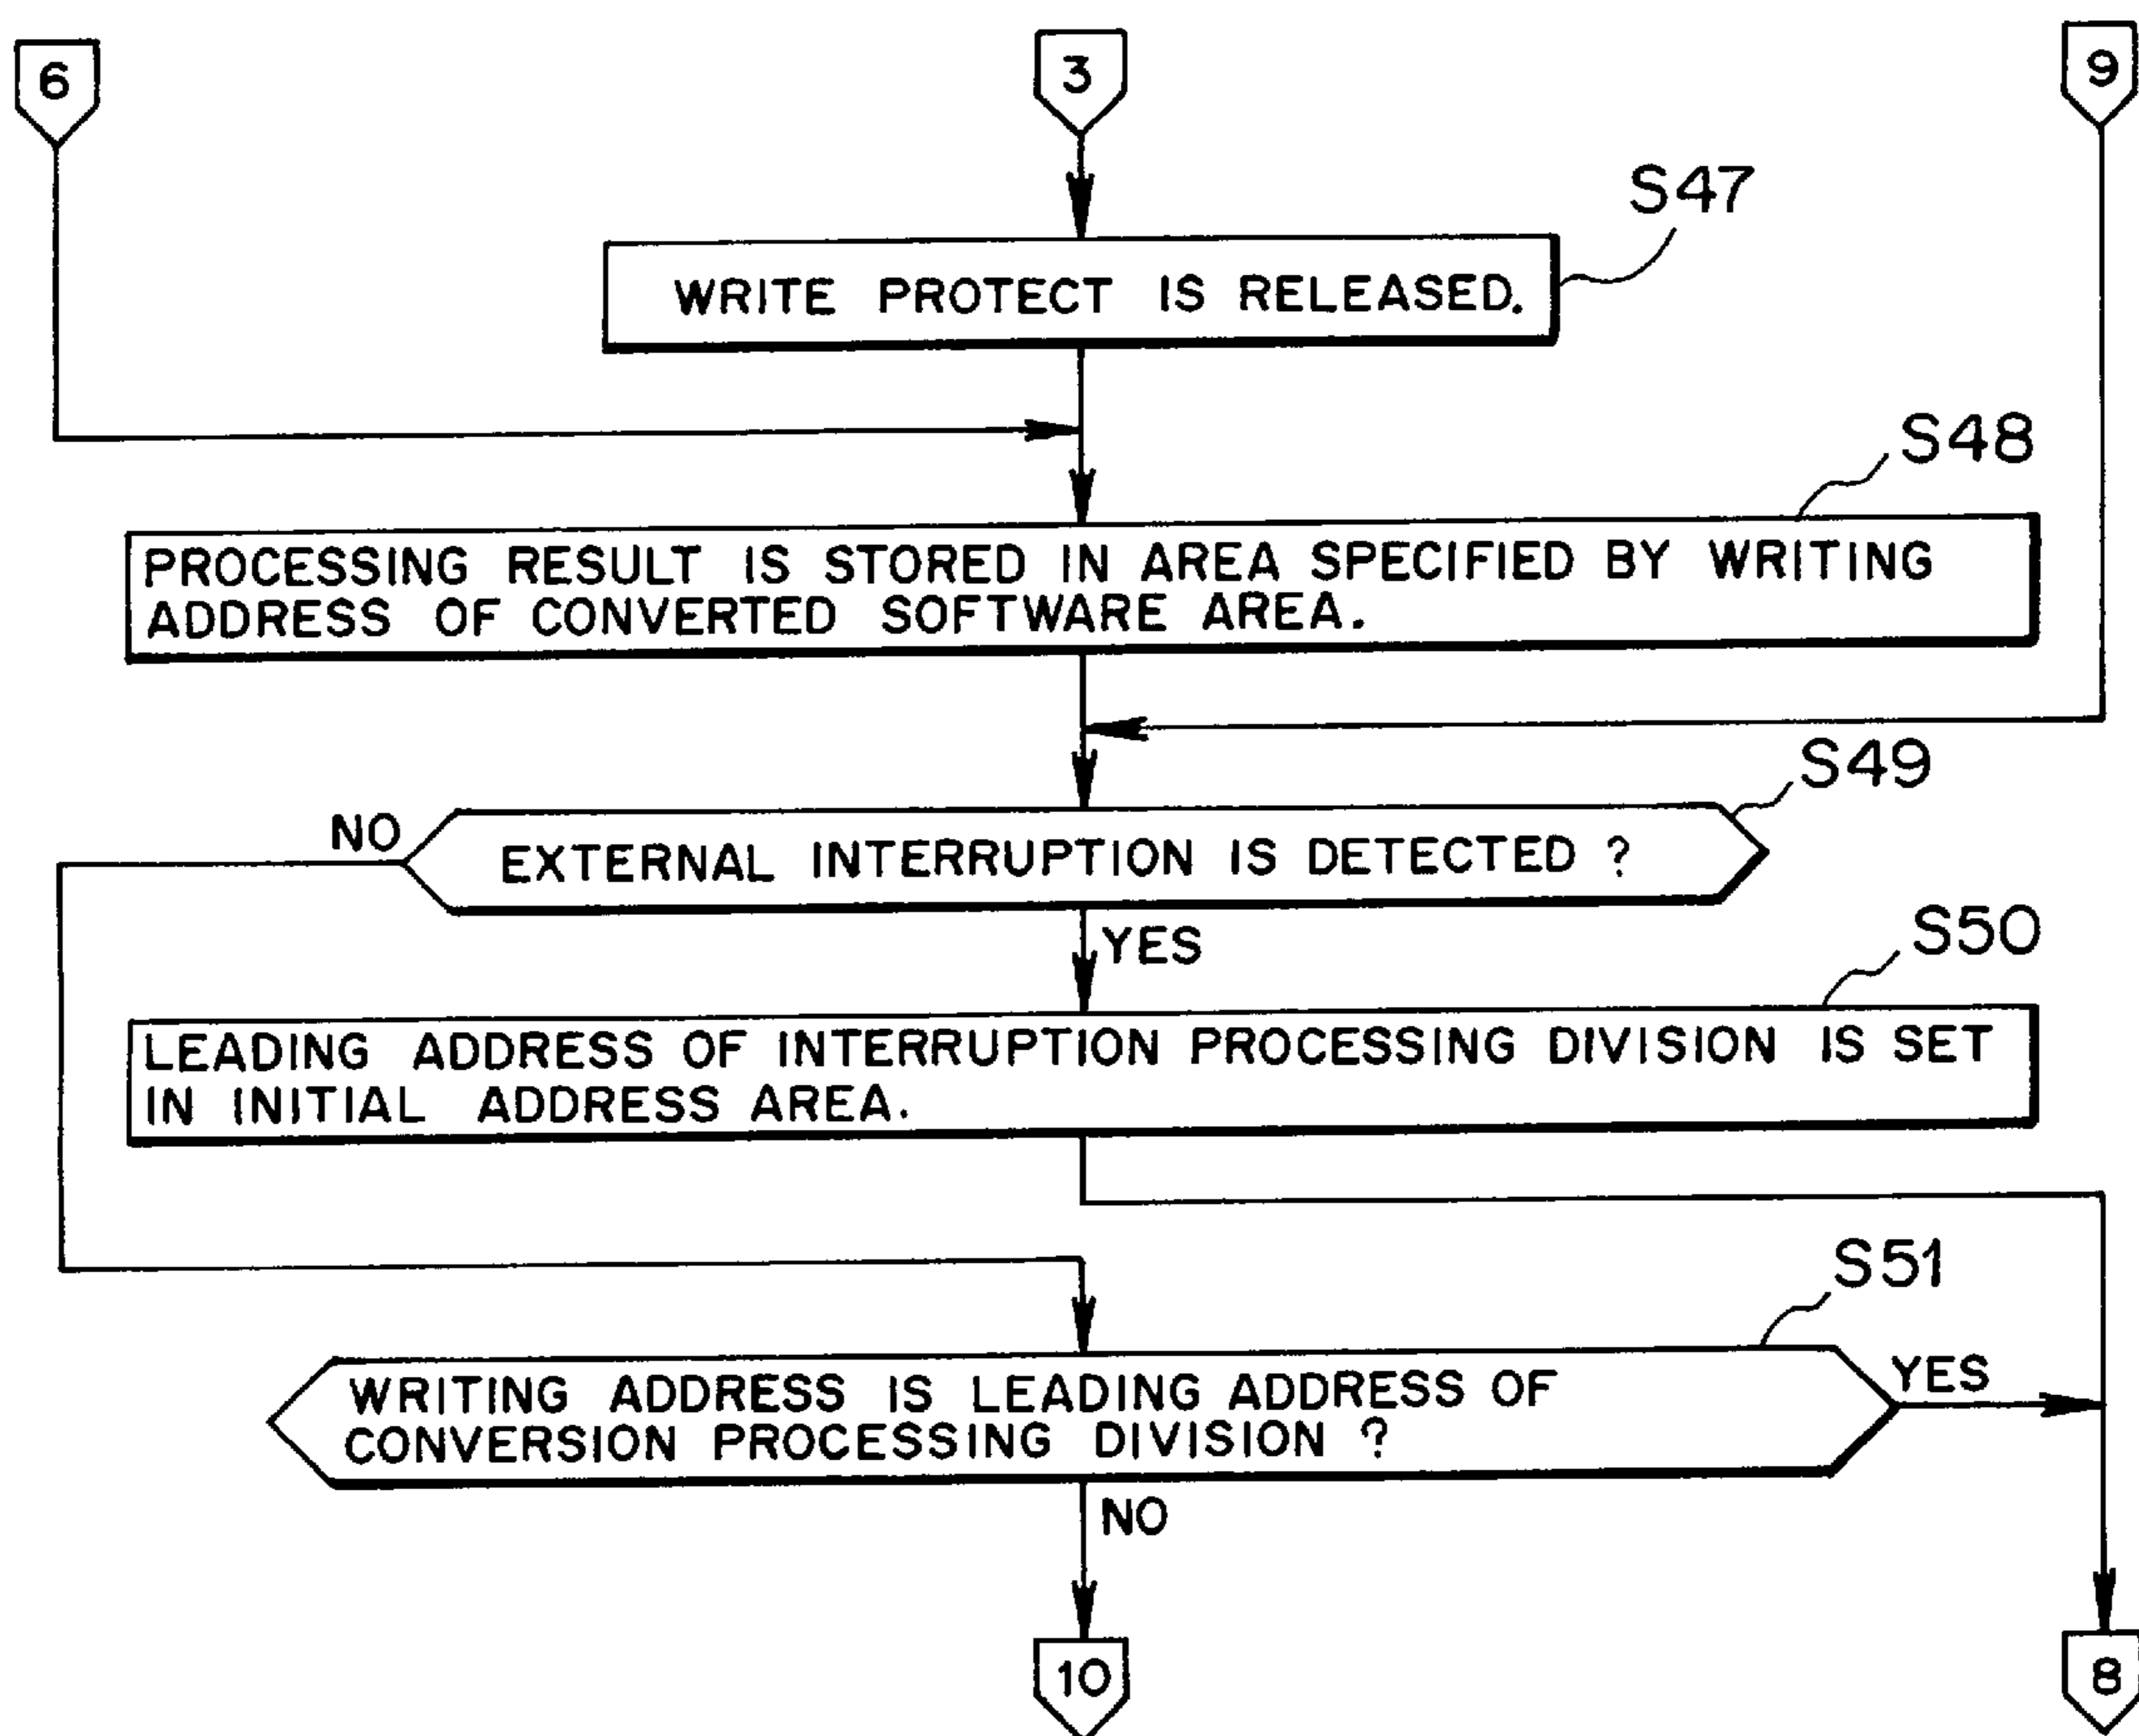 6
3
9
S47
WRITE PROTECT IS RELEASED.
S48
PROCESSING RESULT IS STORED IN AREA SPECIFIED BY WRITING
ADDRESS OF CONVERTED SOFTWARE AREA.
S49
NO
EXTERNAL INTERRUPTION IS DETECTED ?
YES
S50
LEADING ADDRESS OF INTERRUPTION PROCESSING DIVISION IS SET
IN INITIAL ADDRESS AREA.
S51
WRITING ADDRESS IS LEADING ADDRESS OF
CONVERSION PROCESSING DIVISION ?
YES
NO
10
8